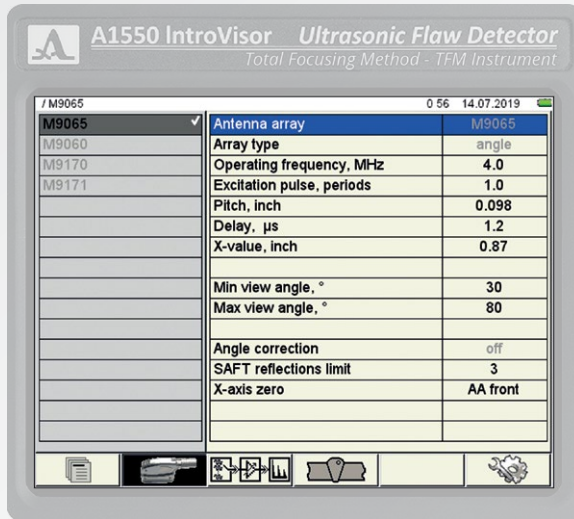 A1550 IntroVisor Ultrasonic Flaw Detector
Total Focusing Method - TFM Instrument
/ M9065 0 56 14.07.2019
M9065
M9060
M9170
M9171
Antenna array M9065
Array type angle
Operating frequency, MHz 4.0
Excitation pulse, periods 1.0
Pitch, inch 0.098
Delay, µs 1.2
X-value, inch 0.87
Min view angle, ° 30
Max view angle, ° 80
Angle correction off
SAFT reflections limit 3
X-axis zero AA front